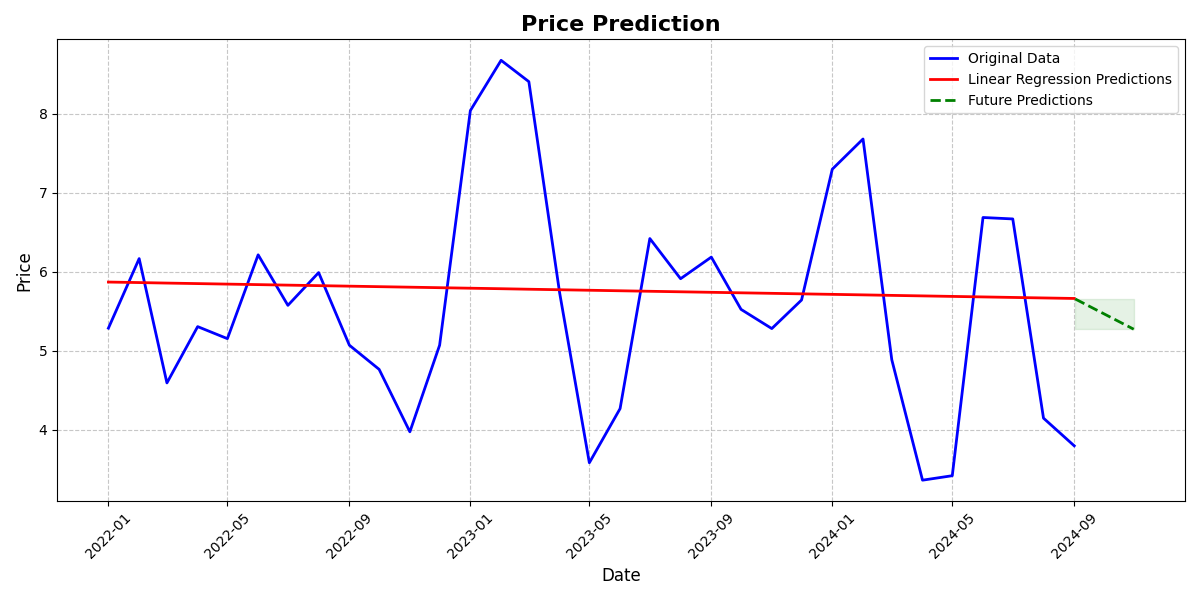 Price Prediction
Original Data
Linear Regression Predictions
Future Predictions
Price
8
7
6
5
4
2022-01
2022-05
2022-09
2023-01
2023-05
2023-09
2024-01
2024-05
2024-09
Date